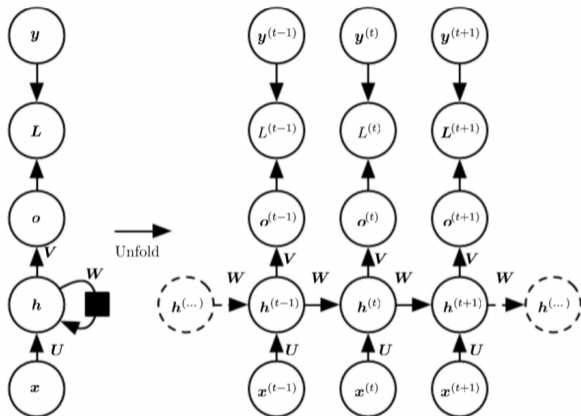 y y^(t−1) y^(t) y^(t+1)
L L^(t−1) L^(t) L^(t+1)
o o^(t−1) o^(t) o^(t+1)
Unfold
V V V V
W W W W W
h h^(...) h^(t−1) h^(t) h^(t+1) h^(...)
U U U U
x x^(t−1) x^(t) x^(t+1)